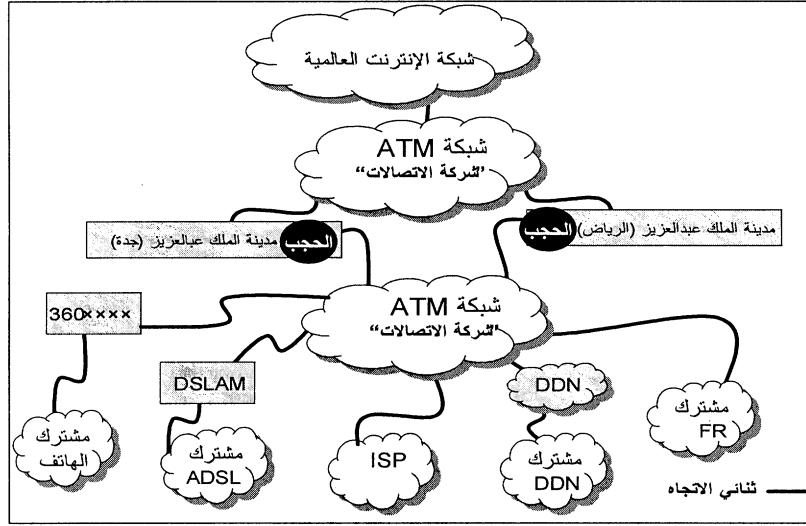 شبكة الإنترنت العالمية
شبكة ATM
"شركة الاتصالات"
مدينة الملك عبدالعزيز (الرياض)
الحجب
الحجب
مدينة الملك عبالعزيز (جدة)
شبكة ATM
"شركة الاتصالات"
360××××
DSLAM
DDN
مشترك
FR
مشترك
DDN
ISP
مشترك
ADSL
مشترك
الهاتف
ثنائي الاتجاه